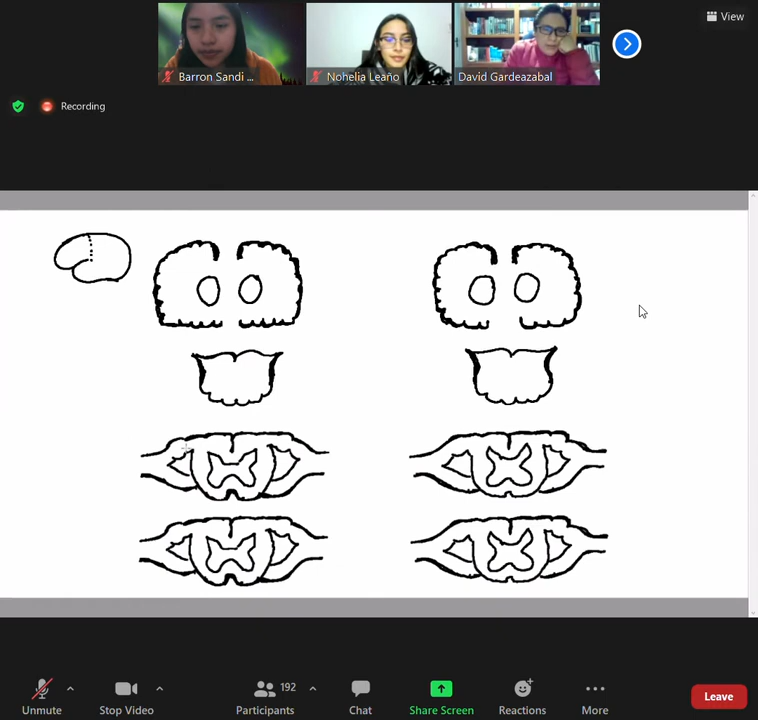 View
Barron Sandi ...
Nohelia Leaño
David Gardeazabal
Recording
Unmute
Stop Video
Participants
192
Chat
Share Screen
Reactions
More
Leave